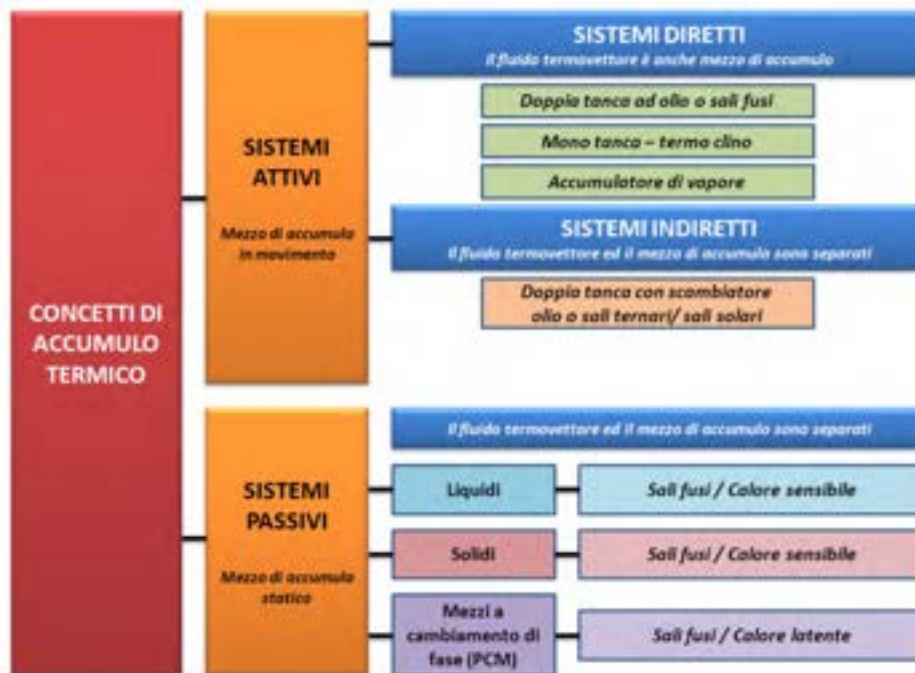 CONCETTI DI
ACCUMULO
TERMICO
SISTEMI
ATTIVI
Mezzo di accumulo
in movimento
SISTEMI DIRETTI
Il fluido termovettore è anche mezzo di accumulo
Doppia tanca ad olio o sali fusi
Mono tanca – termo clino
Accumulatore di vapore
SISTEMI INDIRETTI
Il fluido termovettore ed il mezzo di accumulo sono separati
Doppia tanca con scambiatore
olio o sali ternari/ sali solari
SISTEMI
PASSIVI
Mezzo di accumulo
statico
Il fluido termovettore ed il mezzo di accumulo sono separati
Liquidi
Sali fusi / Calore sensibile
Solidi
Sali fusi / Calore sensibile
Mezzi a
cambiamento di
fase (PCM)
Sali fusi / Calore latente